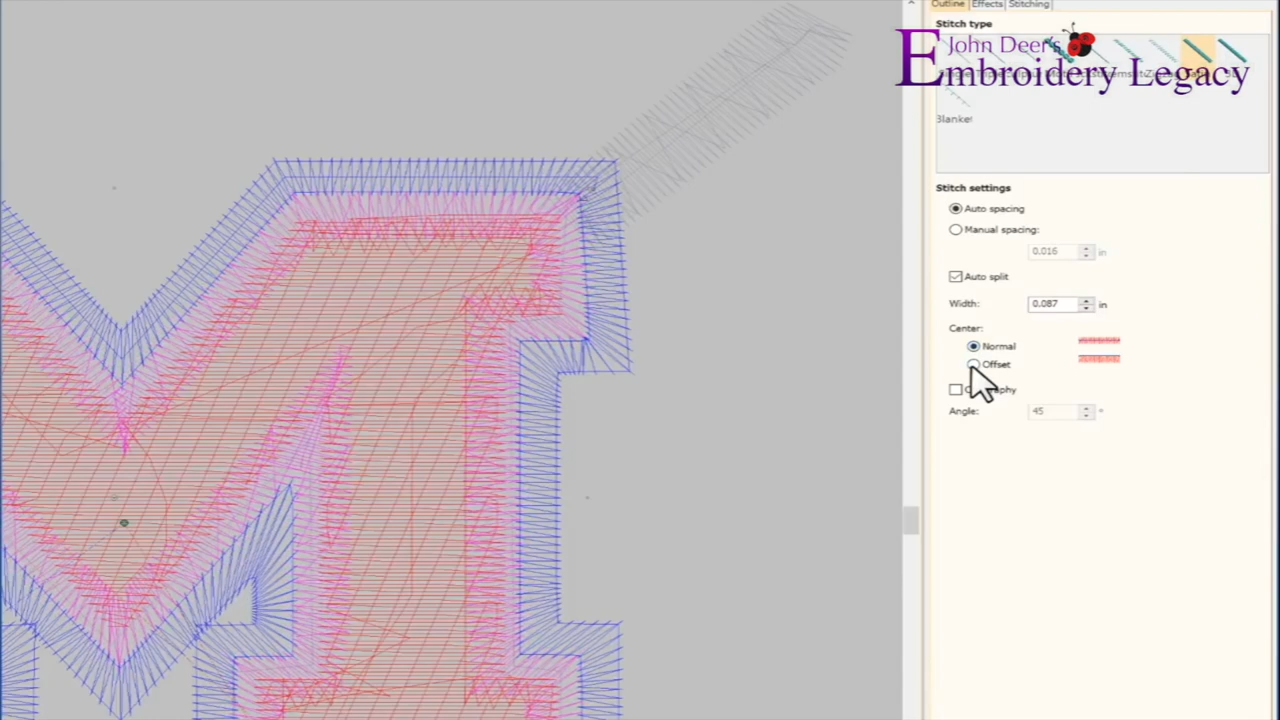 Outline Effects Stitching
Stitch type
John Deer's
Embroidery Legacy
Blanket
Stitch settings
Auto spacing
Manual spacing:
0.016 in
Auto split
Width: 0.087 in
Center:
Normal
Offset
Angle: 45 °